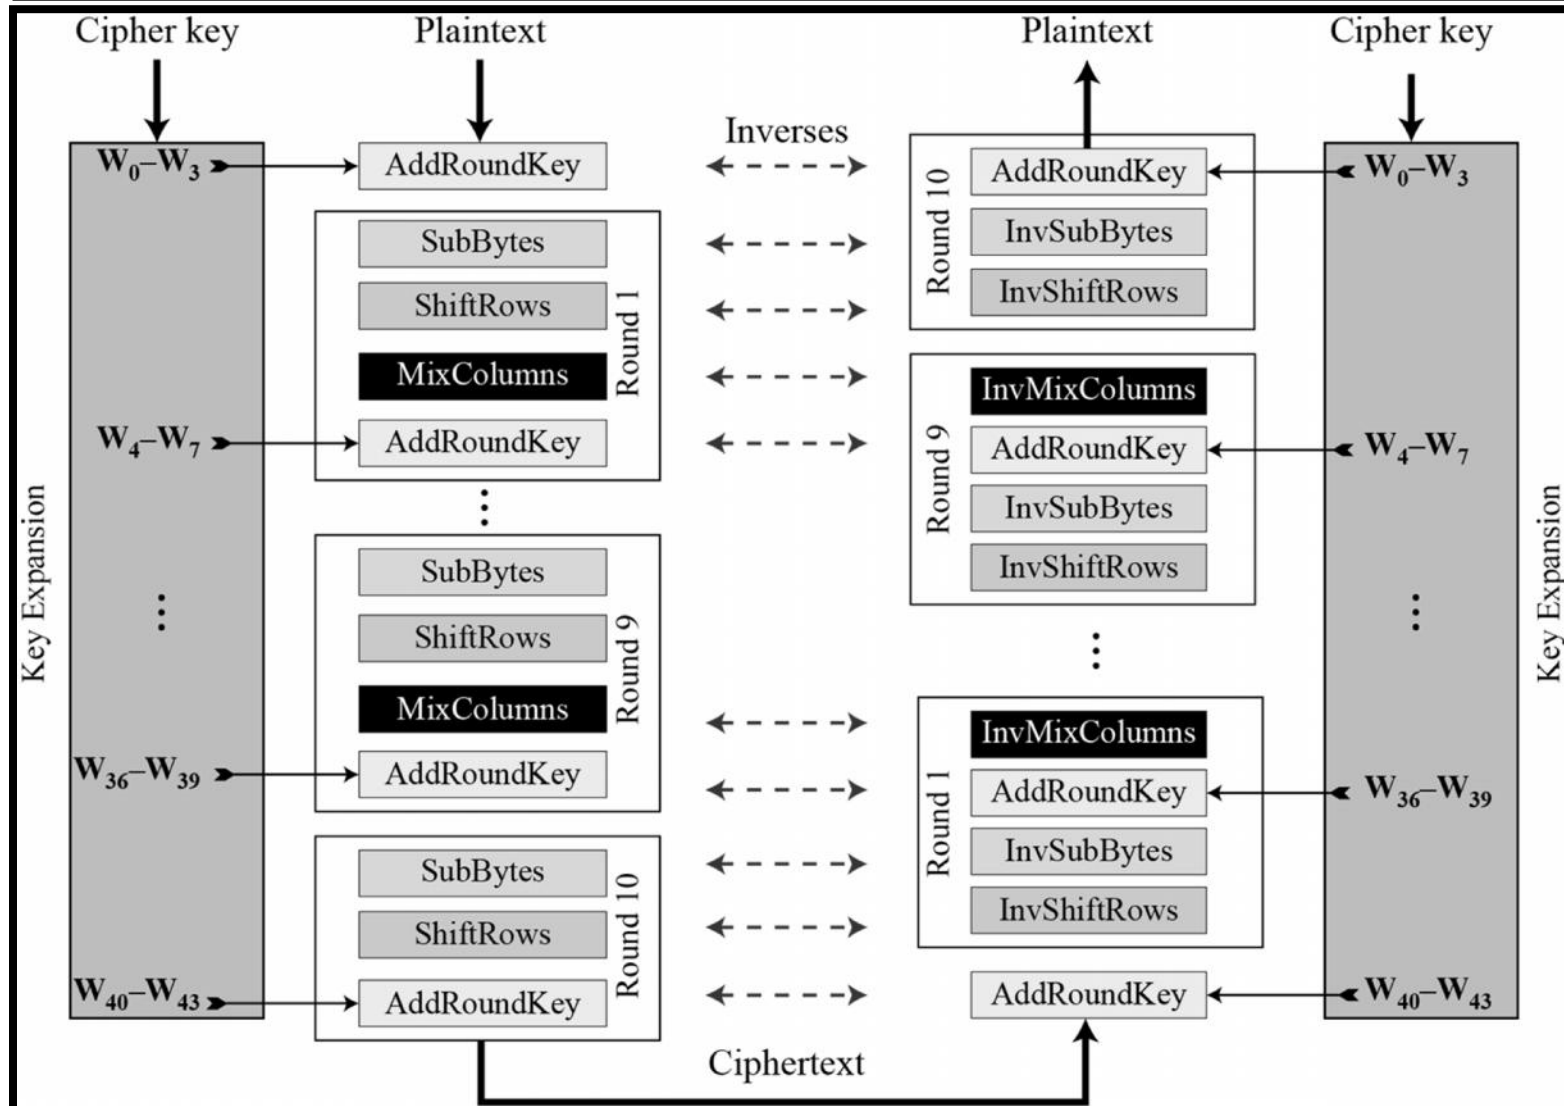 Cipher key
Plaintext
Plaintext
Cipher key
Inverses
Key Expansion
W0–W3
AddRoundKey
Round 1
SubBytes
ShiftRows
MixColumns
AddRoundKey
W4–W7
⋮
⋮
Round 9
SubBytes
ShiftRows
MixColumns
AddRoundKey
W36–W39
Round 10
SubBytes
ShiftRows
AddRoundKey
W40–W43
Ciphertext
Round 10
AddRoundKey
InvSubBytes
InvShiftRows
W0–W3
Round 9
InvMixColumns
AddRoundKey
InvSubBytes
InvShiftRows
W4–W7
⋮
⋮
Round 1
InvMixColumns
AddRoundKey
InvSubBytes
InvShiftRows
W36–W39
AddRoundKey
W40–W43
Key Expansion